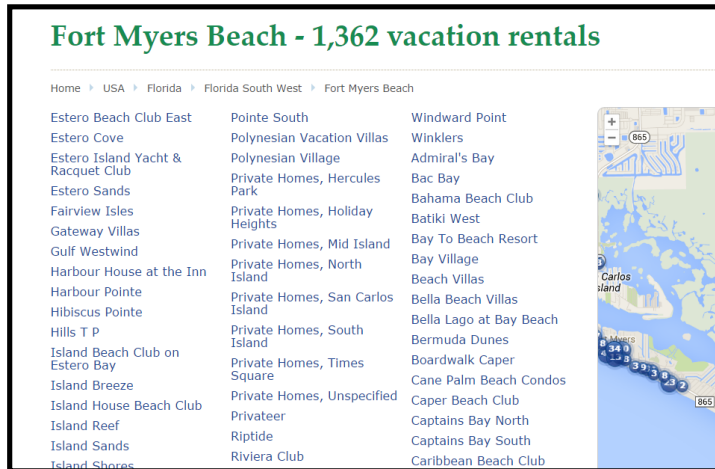 Fort Myers Beach - 1,362 vacation rentals
Home USA Florida Florida South West Fort Myers Beach
Estero Beach Club East
Estero Cove
Estero Island Yacht &
Racquet Club
Estero Sands
Fairview Isles
Gateway Villas
Gulf Westwind
Harbour House at the Inn
Harbour Pointe
Hibiscus Pointe
Hills T P
Island Beach Club on
Estero Bay
Island Breeze
Island House Beach Club
Island Reef
Island Sands
Island Shores
Pointe South
Polynesian Vacation Villas
Polynesian Village
Private Homes, Hercules
Park
Private Homes, Holiday
Heights
Private Homes, Mid Island
Private Homes, North
Island
Private Homes, San Carlos
Island
Private Homes, South
Island
Private Homes, Times
Square
Private Homes, Unspecified
Privateer
Riptide
Riviera Club
Windward Point
Winklers
Admiral's Bay
Bac Bay
Bahama Beach Club
Batiki West
Bay To Beach Resort
Bay Village
Beach Villas
Bella Beach Villas
Bella Lago at Bay Beach
Bermuda Dunes
Boardwalk Caper
Cane Palm Beach Condos
Caper Beach Club
Captains Bay North
Captains Bay South
Caribbean Beach Club
+
865
−
Carlos
34
8
3
3
8
23
2
865